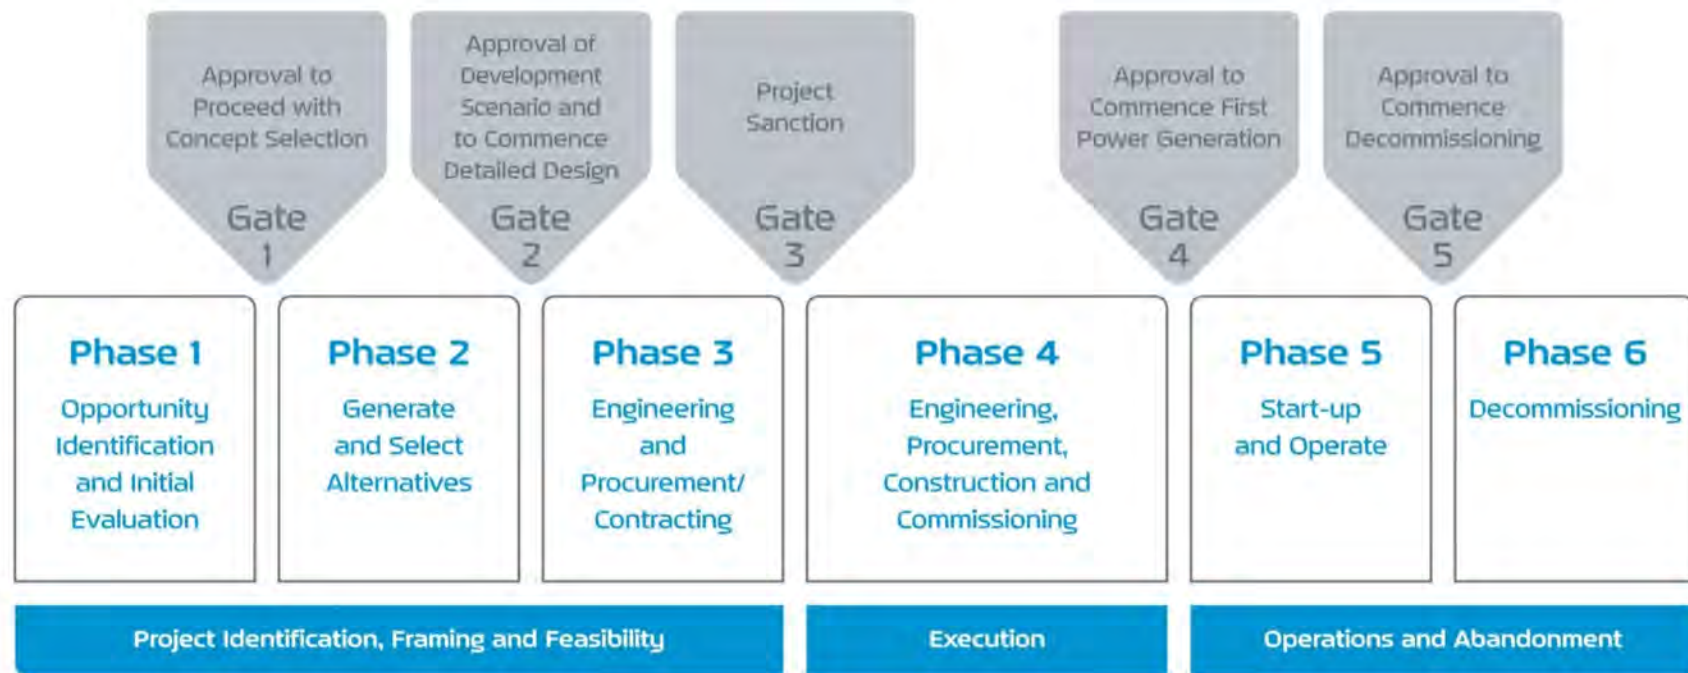 Approval to
Proceed with
Concept Selection
Gate
1
Approval of
Development
Scenario and
to Commence
Detailed Design
Gate
2
Project
Sanction
Gate
3
Approval to
Commence First
Power Generation
Gate
4
Approval to
Commence
Decommissioning
Gate
5
Phase 1
Opportunity
Identification
and Initial
Evaluation
Phase 2
Generate
and Select
Alternatives
Phase 3
Engineering
and
Procurement/
Contracting
Phase 4
Engineering,
Procurement,
Construction and
Commissioning
Phase 5
Start-up
and Operate
Phase 6
Decommissioning
Project Identification, Framing and Feasibility
Execution
Operations and Abandonment